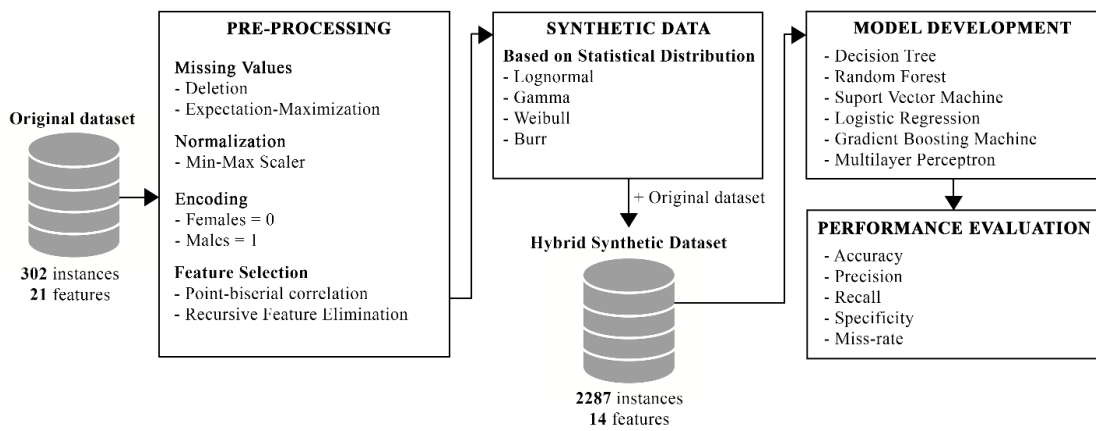 Original dataset
302 instances
21 features
PRE-PROCESSING
Missing Values
- Deletion
- Expectation-Maximization
Normalization
- Min-Max Scaler
Encoding
- Females = 0
- Males = 1
Feature Selection
- Point-biserial correlation
- Recursive Feature Elimination
SYNTHETIC DATA
Based on Statistical Distribution
- Lognormal
- Gamma
- Weibull
- Burr
+ Original dataset
Hybrid Synthetic Dataset
2287 instances
14 features
MODEL DEVELOPMENT
- Decision Tree
- Random Forest
- Suport Vector Machine
- Logistic Regression
- Gradient Boosting Machine
- Multilayer Perceptron
PERFORMANCE EVALUATION
- Accuracy
- Precision
- Recall
- Specificity
- Miss-rate